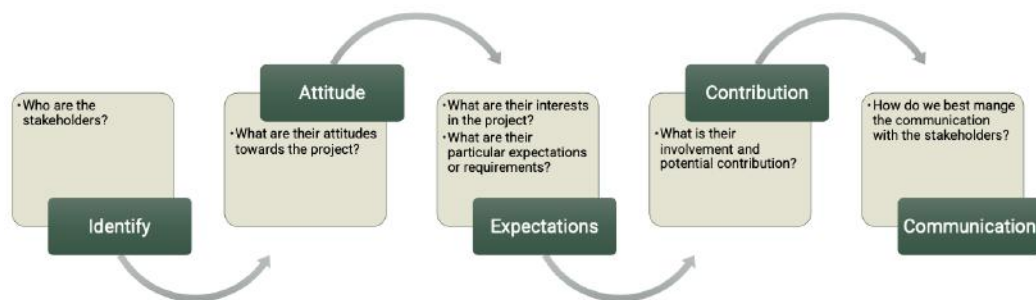 • Who are the
stakeholders?
Identify
Attitude
• What are their attitudes
towards the project?
• What are their interests
in the project?
• What are their
particular expectations
or requirements?
Expectations
Contribution
• What is their
involvement and
potential contribution?
• How do we best mange
the communication
with the stakeholders?
Communication